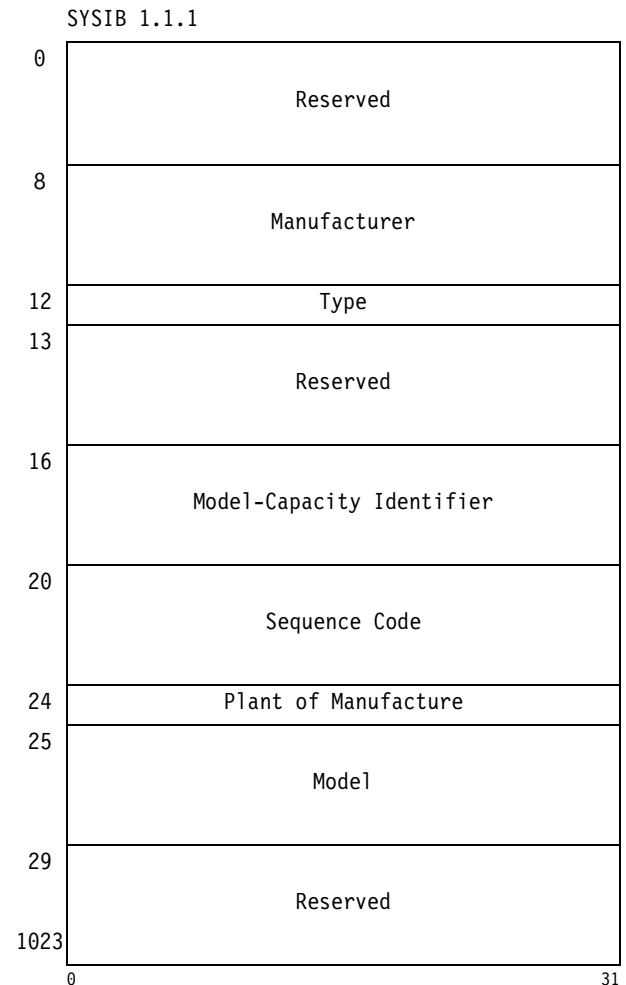 SYSIB 1.1.1
0
Reserved
8
Manufacturer
12 Type
13
Reserved
16
Model-Capacity Identifier
20
Sequence Code
24 Plant of Manufacture
25
Model
29
Reserved
1023
0 31